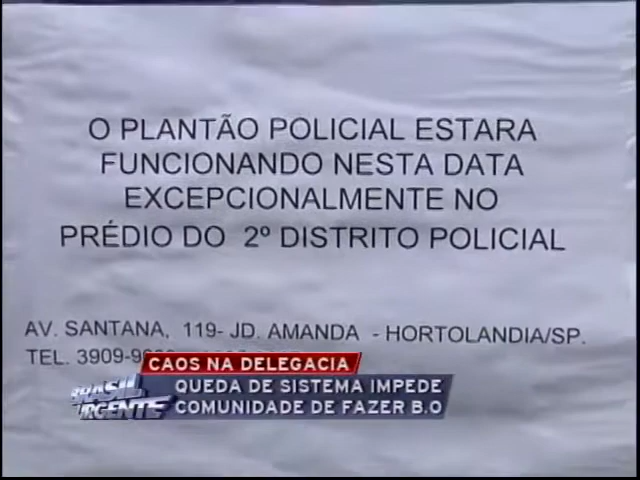 O PLANTÃO POLICIAL ESTARA
FUNCIONANDO NESTA DATA
EXCEPCIONALMENTE NO
PRÉDIO DO 2º DISTRITO POLICIAL
AV. SANTANA, 119- JD. AMANDA - HORTOLANDIA/SP.
TEL. 3909-
CAOS NA DELEGACIA
QUEDA DE SISTEMA IMPEDE
COMUNIDADE DE FAZER B.O
BRASIL
URGENTE